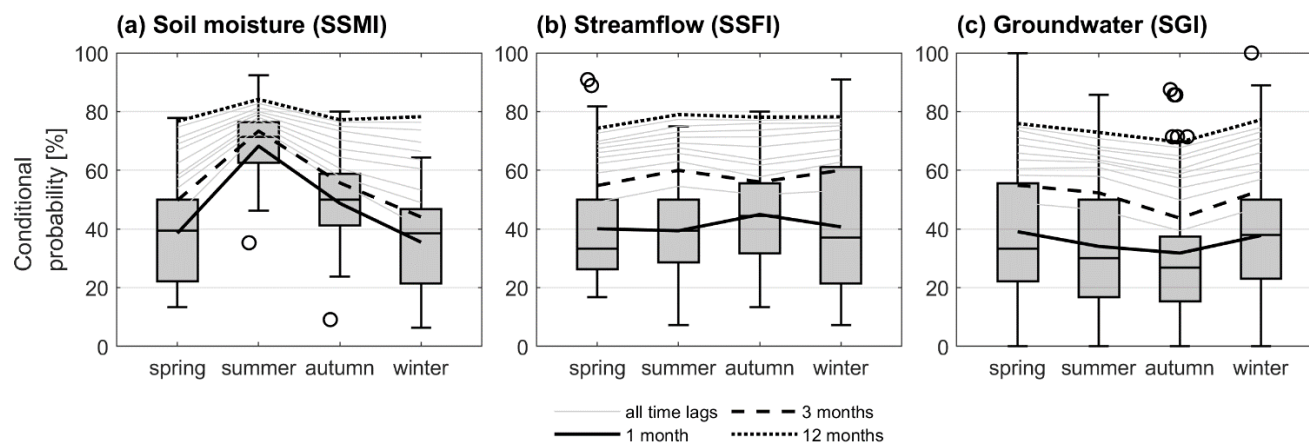 (a) Soil moisture (SSMI)
(b) Streamflow (SSFI)
(c) Groundwater (SGI)
Conditional
probability [%]
100
80
60
40
20
0
spring summer autumn winter
100
80
60
40
20
0
spring summer autumn winter
100
80
60
40
20
0
spring summer autumn winter
all time lags
3 months
1 month
12 months